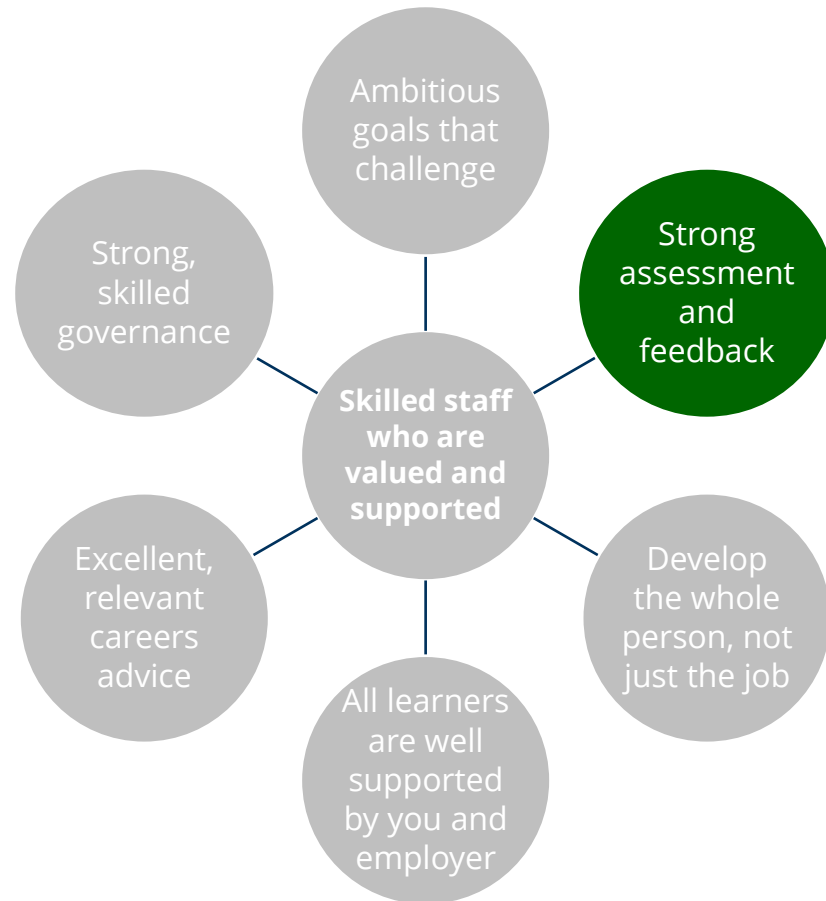 Ambitious
goals that
challenge
Strong
assessment
and
feedback
Develop
the whole
person, not
just the job
All learners
are well
supported
by you and
employer
Excellent,
relevant
careers
advice
Strong,
skilled
governance
Skilled staff
who are
valued and
supported